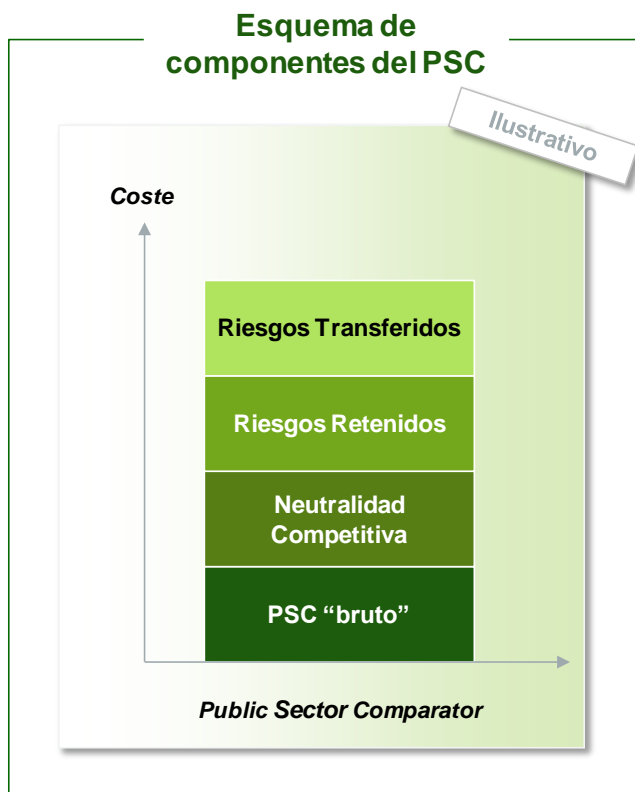 Esquema de
componentes del PSC
Ilustrativo
Coste
Riesgos Transferidos
Riesgos Retenidos
Neutralidad
Competitiva
PSC “bruto”
Public Sector Comparator